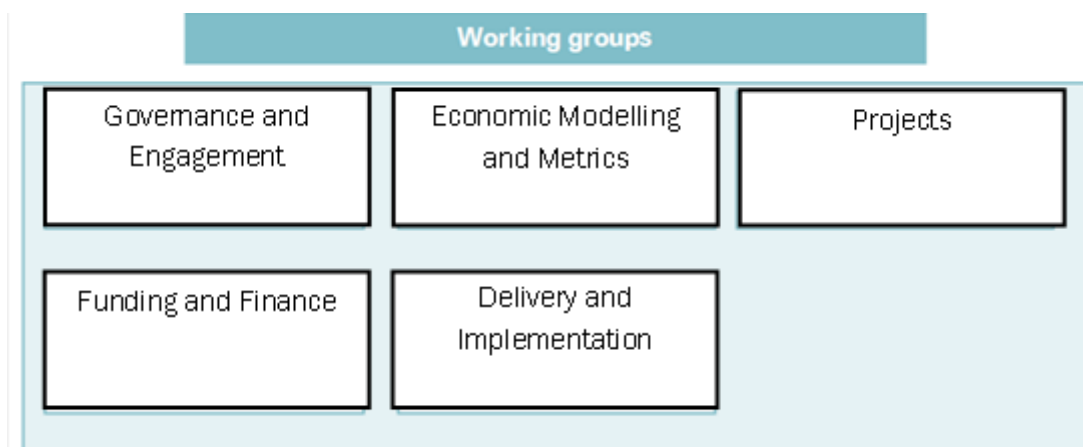 Working groups
Governance and
Engagement
Economic Modelling
and Metrics
Projects
Funding and Finance
Delivery and
Implementation